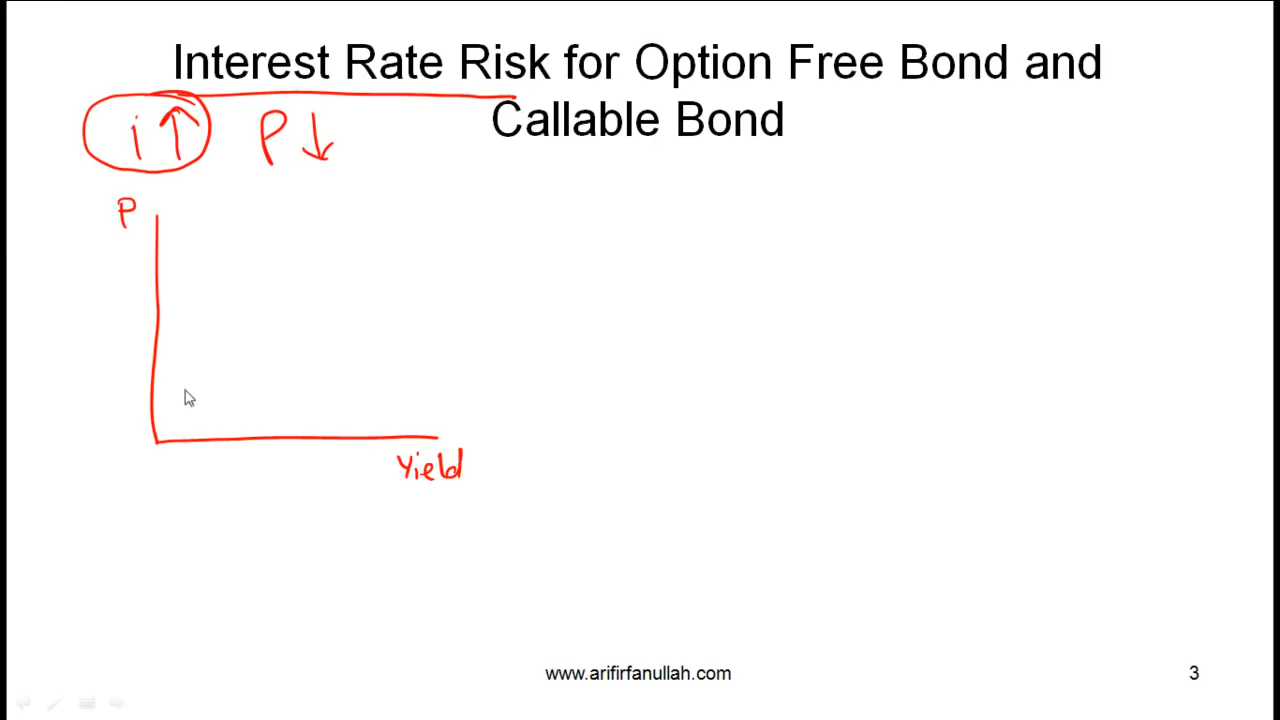 Interest Rate Risk for Option Free Bond and
Callable Bond
i↑ P↓
P
Yield
www.arifirfanullah.com
3